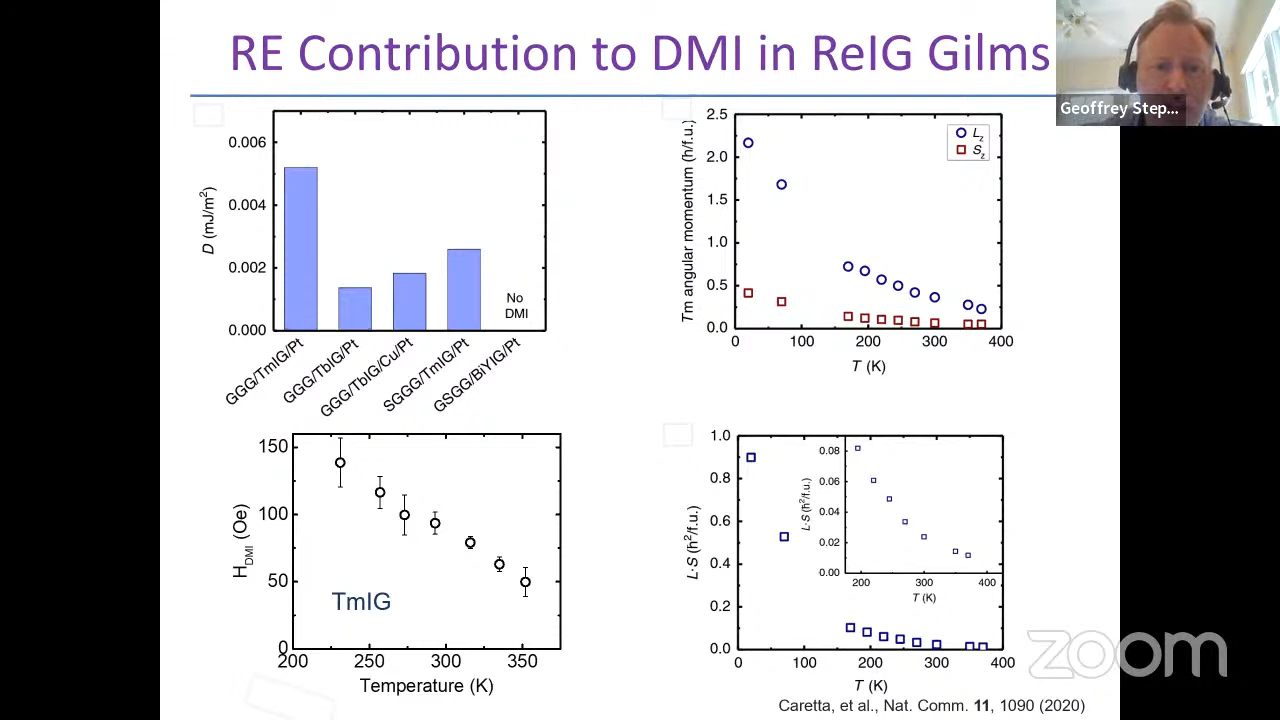 RE Contribution to DMI in ReIG Gilms
Geoffrey Step...
D (mJ/m²)
0.006
0.004
0.002
0.000
No
DMI
GGG/TmIG/Pt
GGG/TbIG/Pt
GGG/TbIG/Cu/Pt
SGGG/TmIG/Pt
GSGG/BiYIG/Pt
Tm angular momentum (h/f.u.)
2.5
2.0
1.5
1.0
0.5
0.0
L_z
S_z
0 100 200 300 400
T (K)
H_DMI (Oe)
150
100
50
0
TmIG
200 250 300 350
Temperature (K)
L·S (ħ²/f.u.)
1.0
0.8
0.6
0.4
0.2
0.0
L·S (ħ²/f.u.)
0.08
0.06
0.04
0.02
0.00
200 300 400
T (K)
0 100 200 300 400
T (K)
zoom
Caretta, et al., Nat. Comm. 11, 1090 (2020)